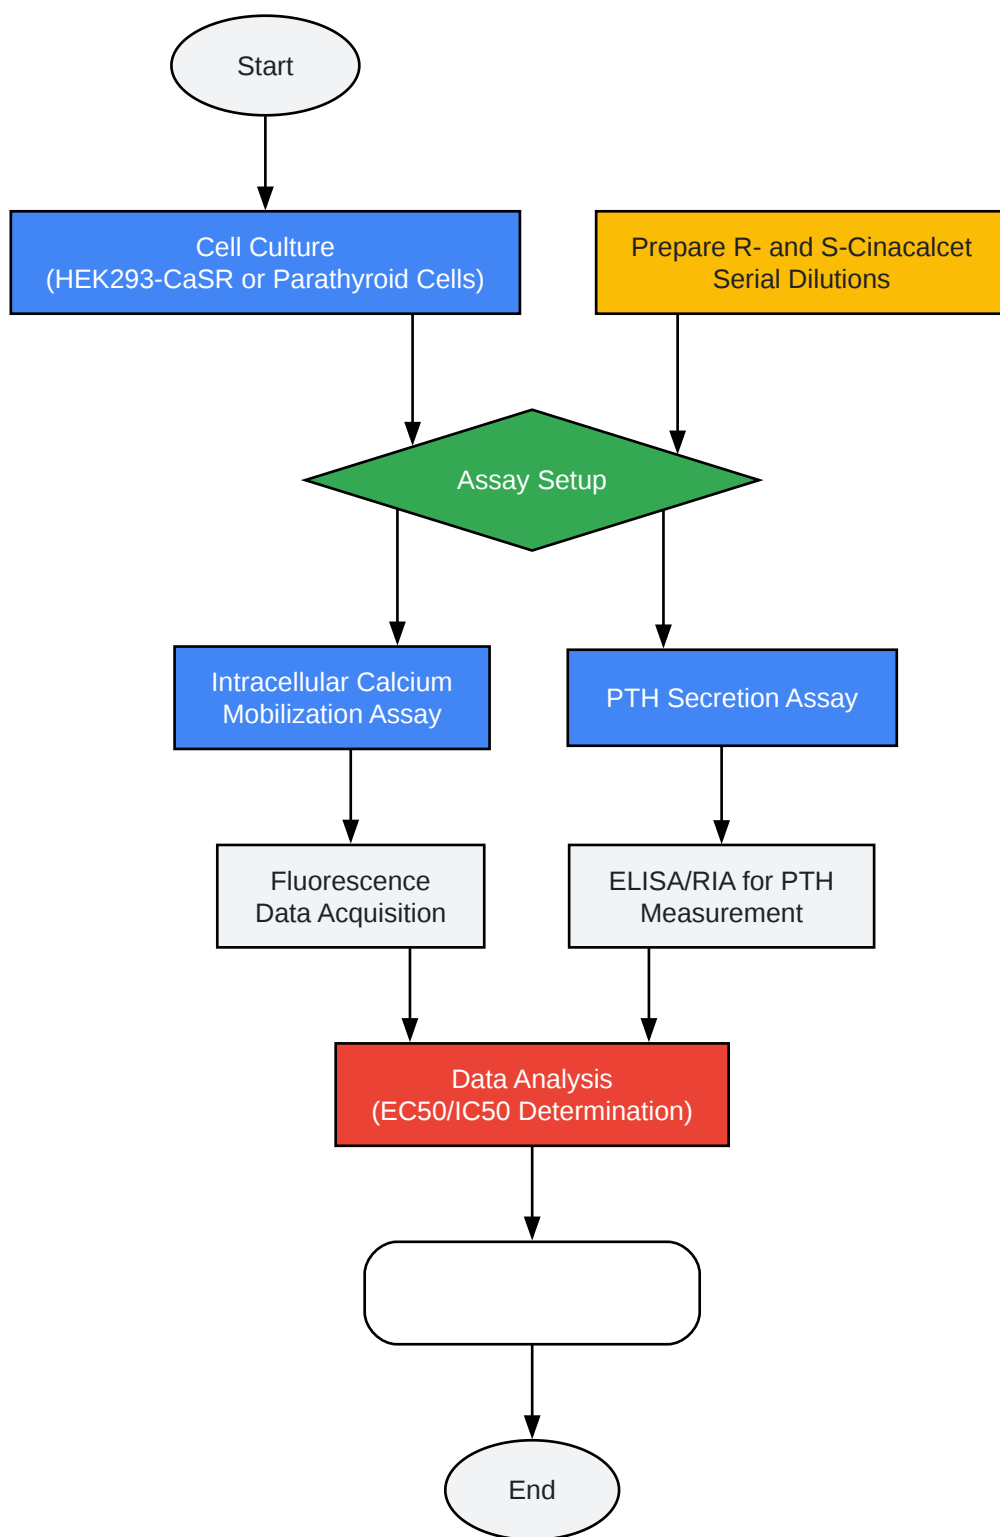 Start
Cell Culture
(HEK293-CaSR or Parathyroid Cells)
Prepare R- and S-Cinacalcet
Serial Dilutions
Assay Setup
Intracellular Calcium
Mobilization Assay
PTH Secretion Assay
Fluorescence
Data Acquisition
ELISA/RIA for PTH
Measurement
Data Analysis
(EC50/IC50 Determination)
End